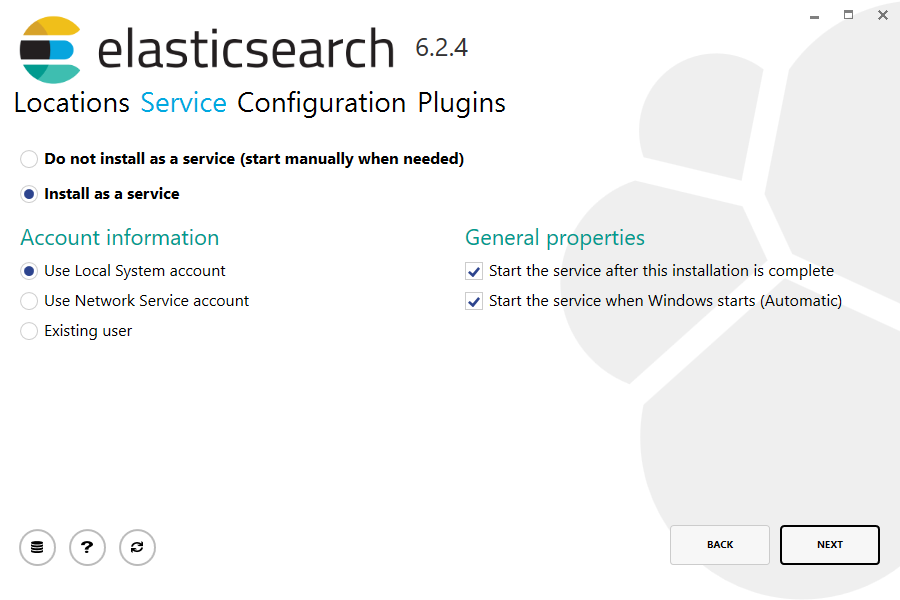 elasticsearch 6.2.4
Locations Service Configuration Plugins
Do not install as a service (start manually when needed)
Install as a service
Account information
Use Local System account
Use Network Service account
Existing user
General properties
Start the service after this installation is complete
Start the service when Windows starts (Automatic)
?
BACK
NEXT